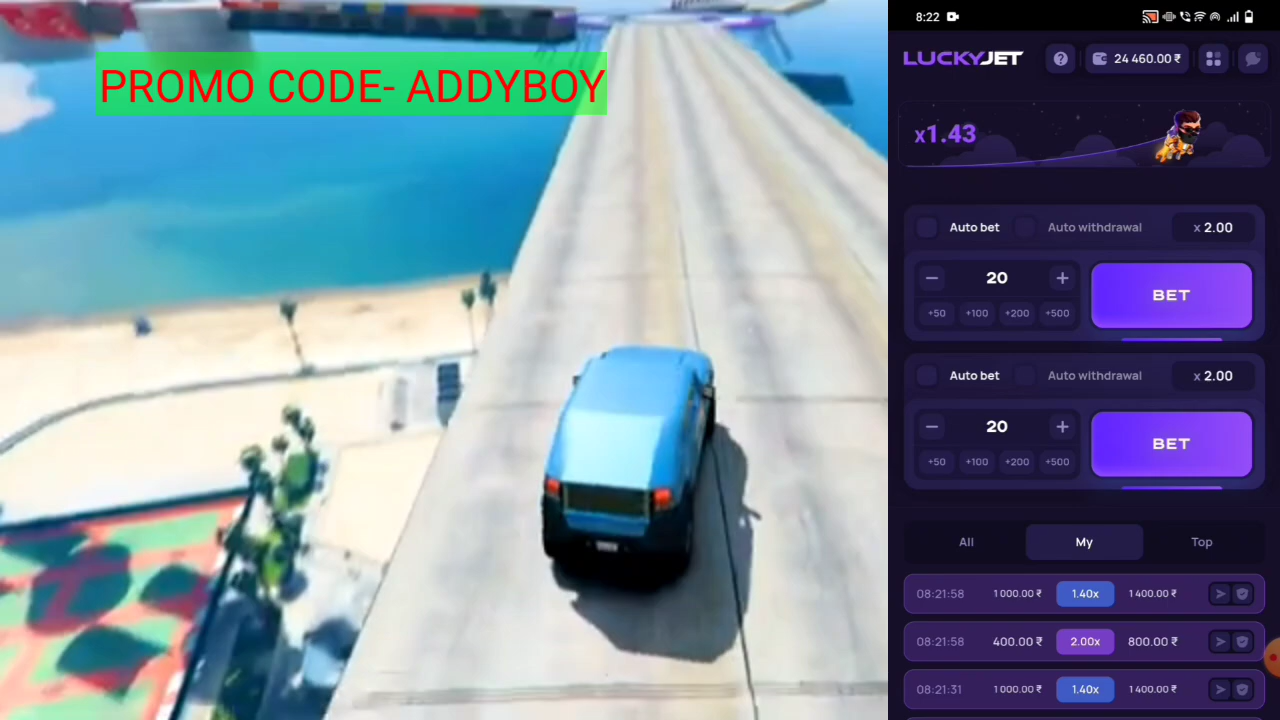 PROMO CODE- ADDYBOY
8:22
LUCKYJET
?
24 460.00 ₹
x1.43
Auto bet
Auto withdrawal
x 2.00
− 20 +
BET
+50 +100 +200 +500
Auto bet
Auto withdrawal
x 2.00
− 20 +
BET
+50 +100 +200 +500
All My Top
08:21:58 1 000.00 ₹ 1.40x 1 400.00 ₹
08:21:58 400.00 ₹ 2.00x 800.00 ₹
08:21:31 1 000.00 ₹ 1.40x 1 400.00 ₹